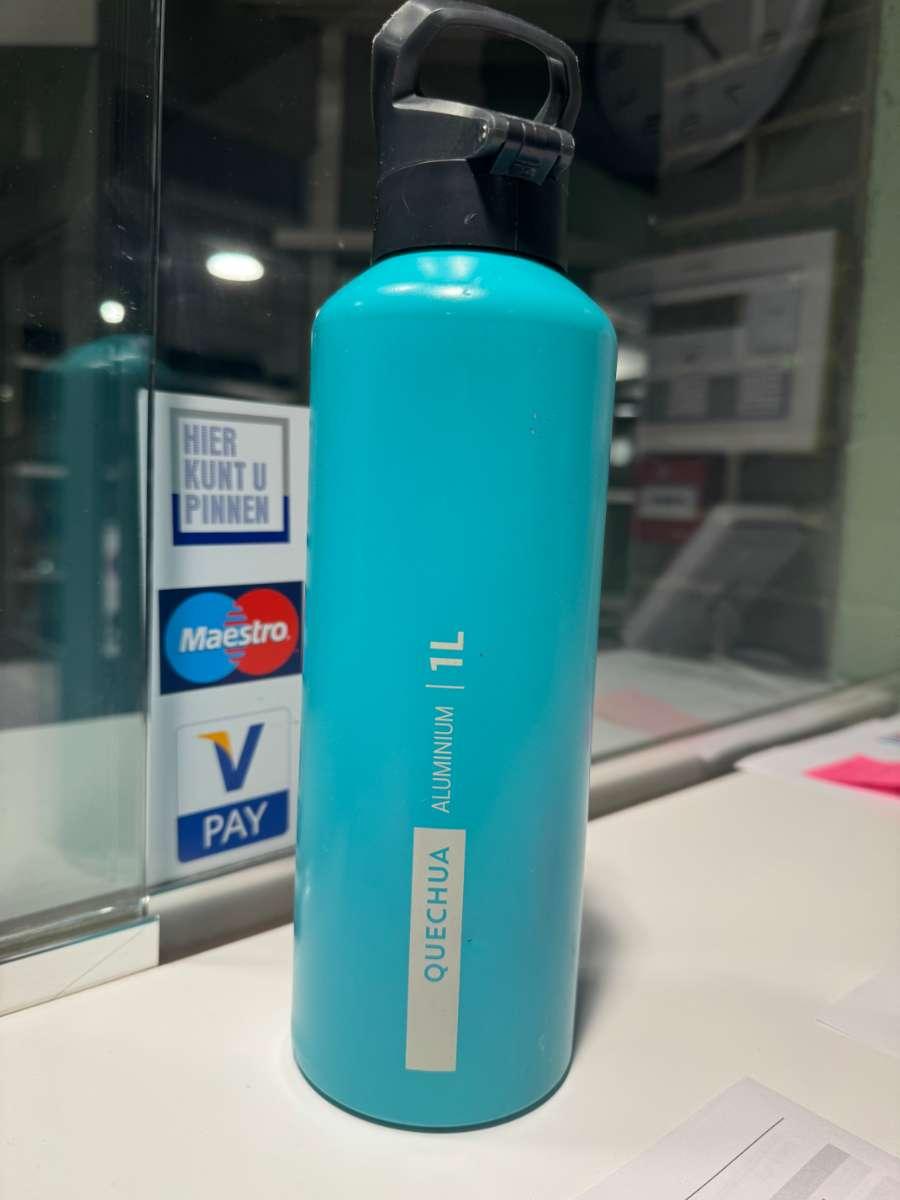 HIER
KUNT U
PINNEN
Maestro
V
PAY
QUECHUA
ALUMINIUM | 1L